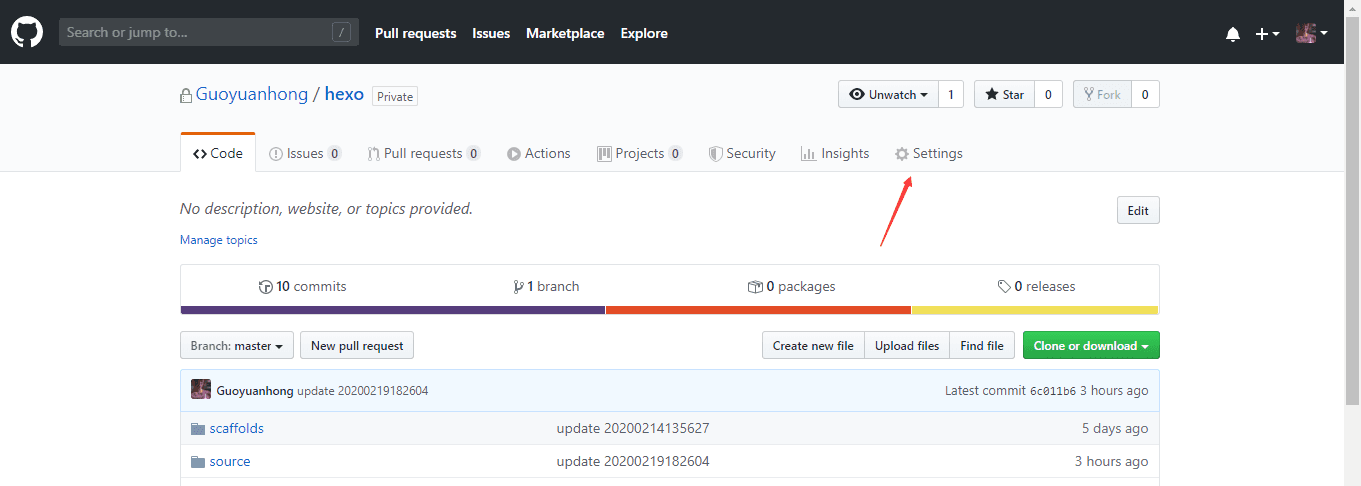 Search or jump to... / Pull requests Issues Marketplace Explore
Guoyuanhong / hexo Private Unwatch 1 Star 0 Fork 0
Code Issues 0 Pull requests 0 Actions Projects 0 Security Insights Settings
No description, website, or topics provided. Edit
Manage topics
10 commits 1 branch 0 packages 0 releases
Branch: master New pull request Create new file Upload files Find file Clone or download
Guoyuanhong update 20200219182604 Latest commit 6c011b6 3 hours ago
scaffolds update 20200214135627 5 days ago
source update 20200219182604 3 hours ago